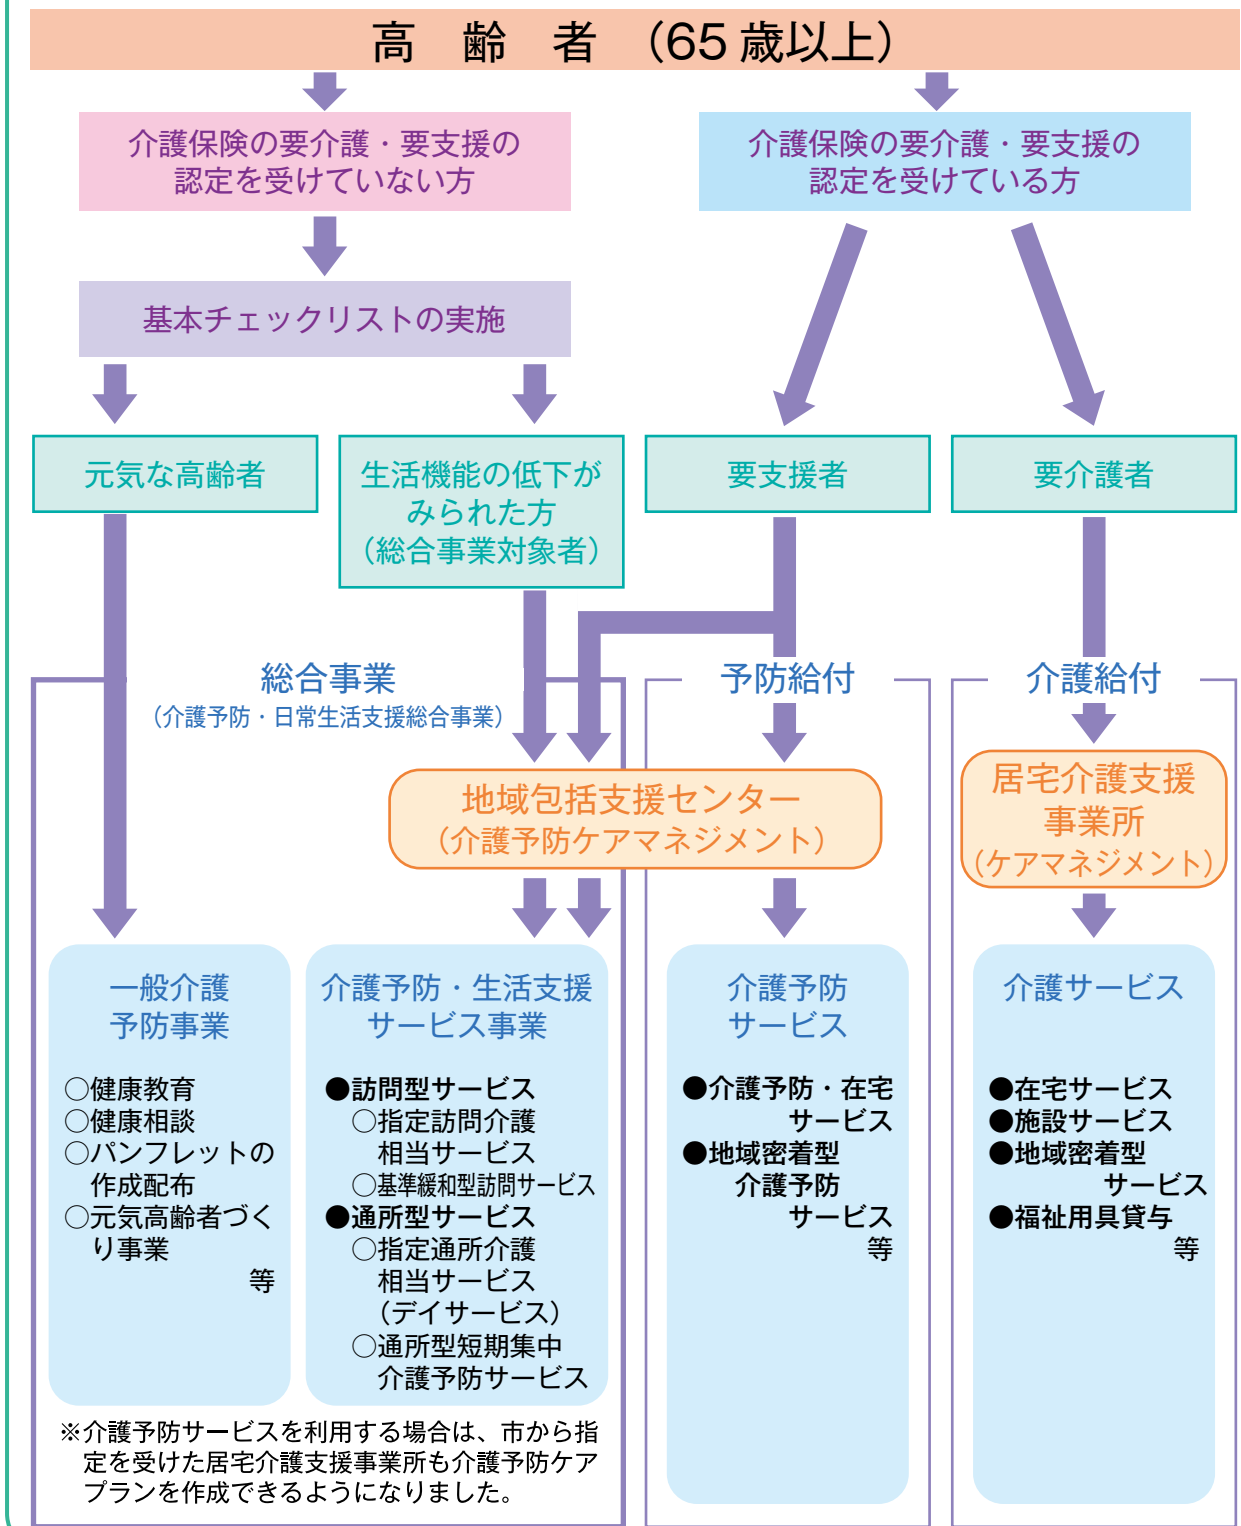 高齢者（65歳以上）
介護保険の要介護・要支援の
認定を受けていない方
介護保険の要介護・要支援の
認定を受けている方
基本チェックリストの実施
元気な高齢者
生活機能の低下が
みられた方
（総合事業対象者）
要支援者
要介護者
総合事業
（介護予防・日常生活支援総合事業）
予防給付
介護給付
地域包括支援センター
（介護予防ケアマネジメント）
居宅介護支援
事業所
（ケアマネジメント）
一般介護
予防事業
○健康教育
○健康相談
○パンフレットの
作成配布
○元気高齢者づく
り事業
等
介護予防・生活支援
サービス事業
●訪問型サービス
○指定訪問介護
相当サービス
○基準緩和型訪問サービス
●通所型サービス
○指定通所介護
相当サービス
（デイサービス）
○通所型短期集中
介護予防サービス
介護予防
サービス
●介護予防・在宅
サービス
●地域密着型
介護予防
サービス
等
介護サービス
●在宅サービス
●施設サービス
●地域密着型
サービス
●福祉用具貸与
等
※介護予防サービスを利用する場合は、市から指
定を受けた居宅介護支援事業所も介護予防ケア
プランを作成できるようになりました。